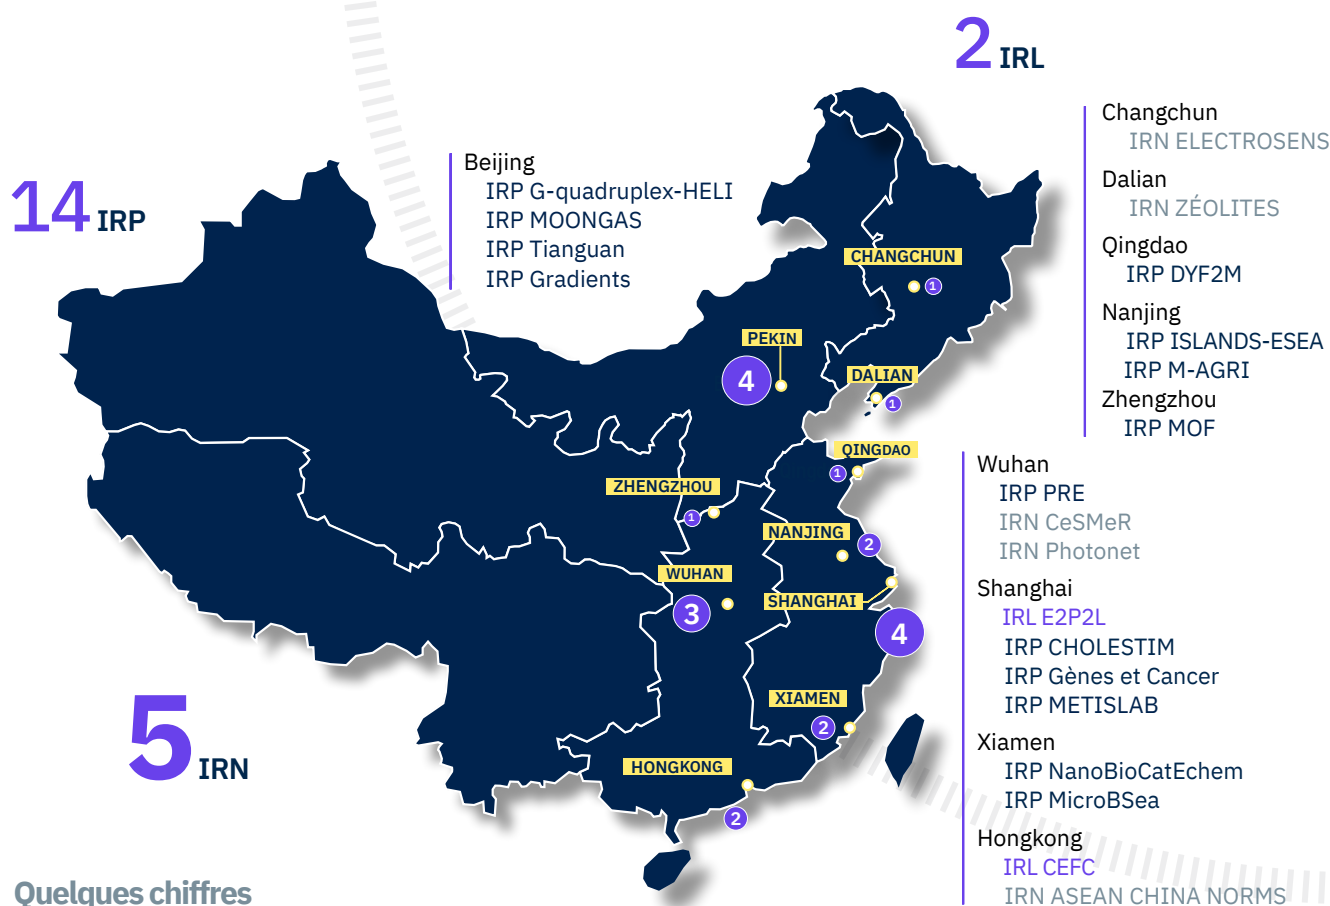 2 IRL
14 IRP
Beijing
IRP G-quadruplex-HELI
IRP MOONGAS
IRP Tianguan
IRP Gradients
Changchun
IRN ELECTROSENS
Dalian
IRN ZÉOLITES
Qingdao
IRP DYF2M
Nanjing
IRP ISLANDS-ESEA
IRP M-AGRI
Zhengzhou
IRP MOF
Wuhan
IRP PRE
IRN CeSMeR
IRN Photonet
Shanghai
IRL E2P2L
IRP CHOLESTIM
IRP Gènes et Cancer
IRP METISLAB
Xiamen
IRP NanoBioCatEchem
IRP MicroBSea
Hongkong
IRL CEFC
IRN ASEAN CHINA NORMS
CHANGCHUN
1
PEKIN
4
DALIAN
1
QINGDAO
1
ZHENGZHOU
1
NANJING
2
WUHAN
3
SHANGHAI
4
XIAMEN
2
HONGKONG
2
5 IRN
Quelques chiffres